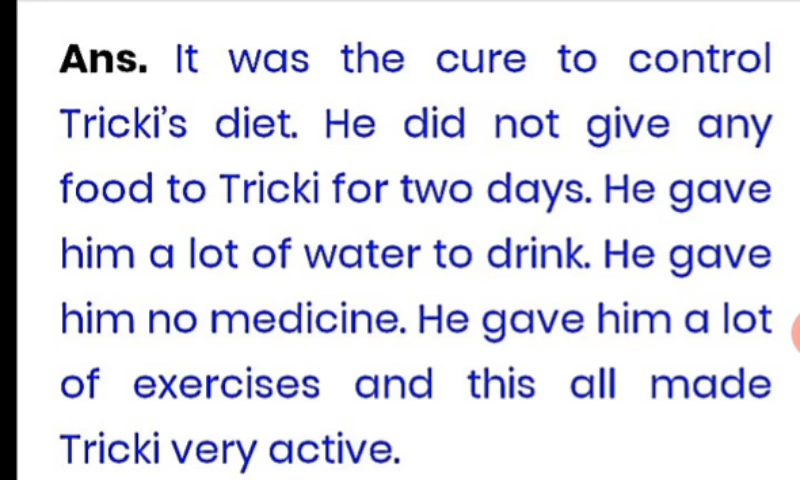 Ans. It was the cure to control
Tricki's diet. He did not give any
food to Tricki for two days. He gave
him a lot of water to drink. He gave
him no medicine. He gave him a lot
of exercises and this all made
Tricki very active.